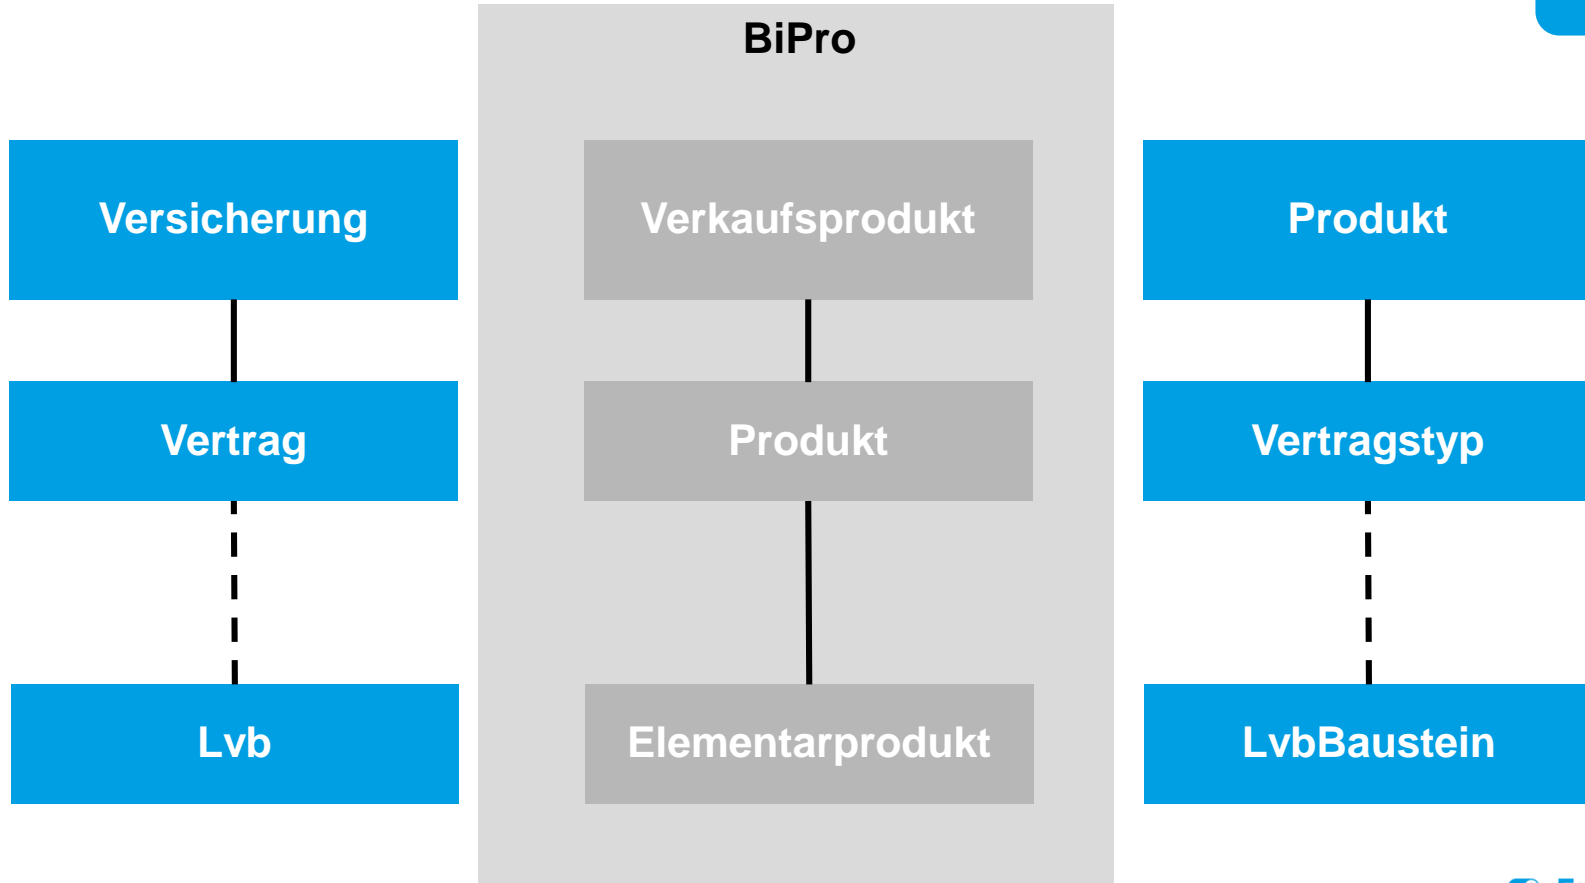 BiPro
Versicherung
Verkaufsprodukt
Produkt
Vertrag
Produkt
Vertragstyp
Lvb
Elementarprodukt
LvbBaustein